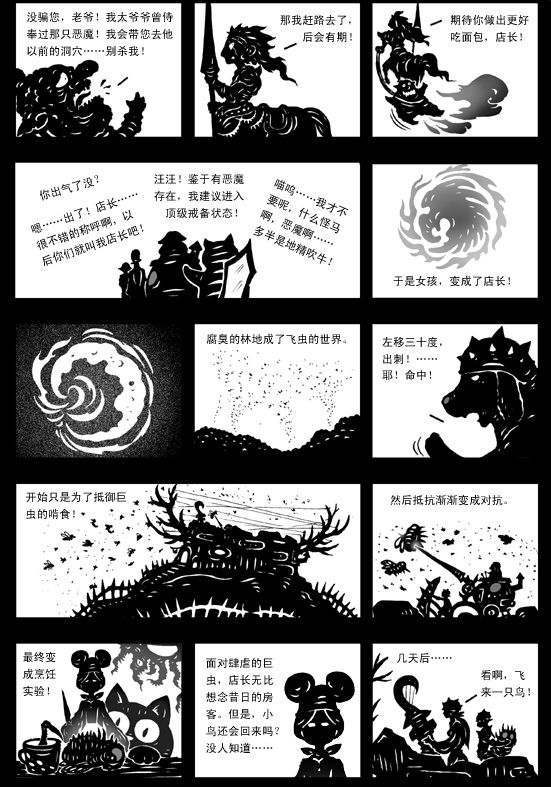 没骗您，老爷！我太爷爷曾侍
奉过那只恶魔！我会带您去他
以前的洞穴……别杀我！
那我赶路去了，
后会有期！
期待你做出更好
吃面包，店长！
你出气了没？
嗯……出了！店长……
很不错的称呼啊，以
后你们就叫我店长吧！
汪汪！鉴于有恶魔
存在，我建议进入
顶级戒备状态！
喵呜……我才不
要呢，什么怪马
啊，恶魔啊……
多半是地精吹牛！
于是女孩，变成了店长！
腐臭的林地成了飞虫的世界。
左移三十度，
出刺！……
耶！命中！
开始只是为了抵御巨
虫的啃食！
然后抵抗渐渐变成对抗。
最终变
成烹饪
实验！
面对肆虐的巨
虫，店长无比
想念昔日的房
客。但是，小
鸟还会回来吗？
没人知道……
几天后……
看啊，飞
来一只鸟！